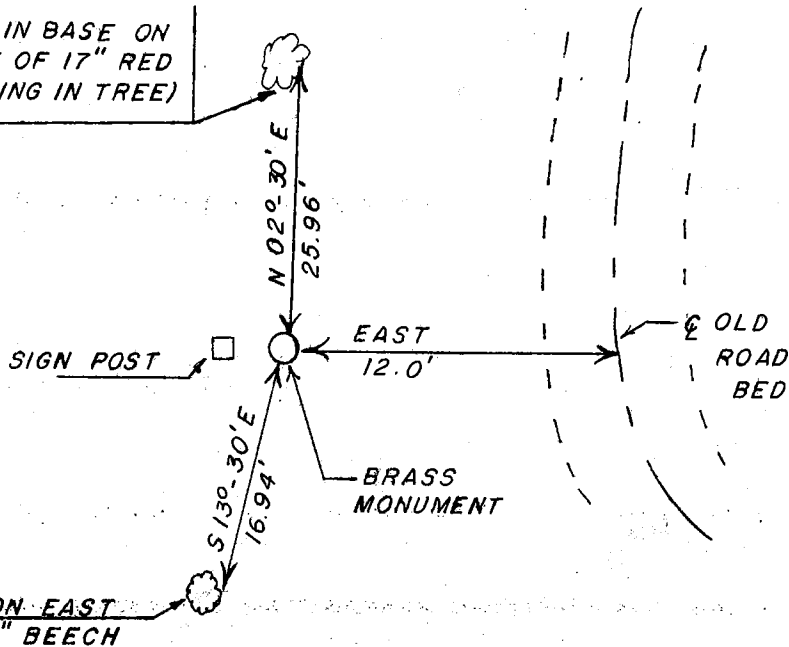 IN BASE ON
OF 17" RED
ING IN TREE)
N 02°-30' E
25.96'
SIGN POST
EAST
12.0'
℄ OLD
ROAD
BED
BRASS
MONUMENT
S 13°-30' E
16.94'
ON EAST
" BEECH